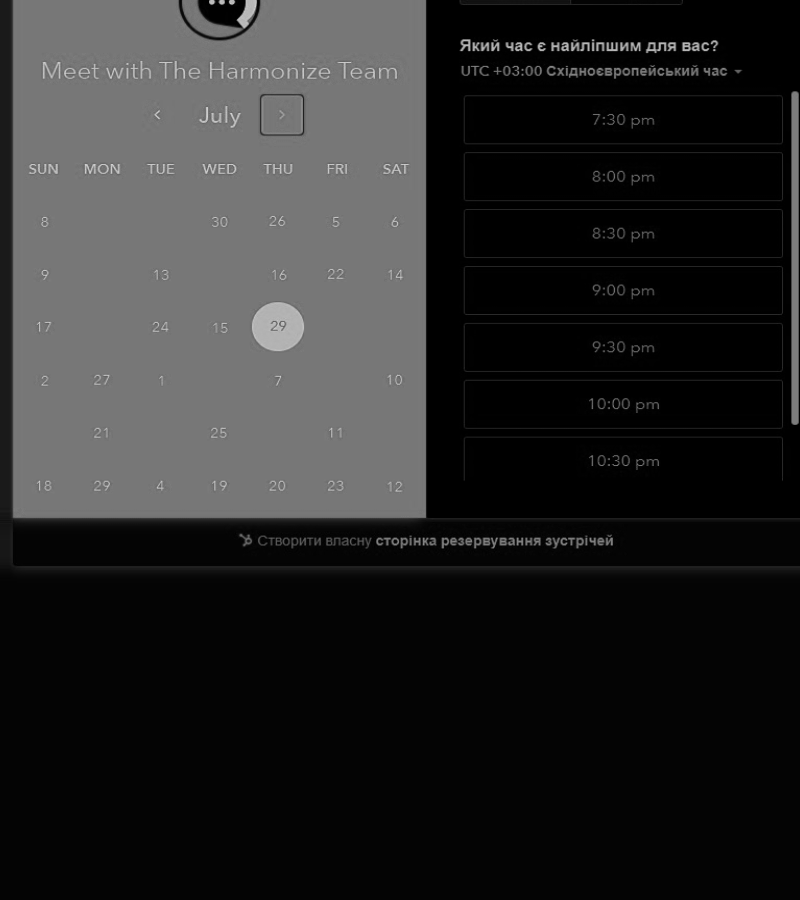 Meet with The Harmonize Team
July
SUN MON TUE WED THU FRI SAT
8 30 26 5 6
9 13 16 22 14
17 24 15 29
2 27 1 7 10
21 25 11
18 29 4 19 20 23 12
Який час є найліпшим для вас?
UTC +03:00 Східноєвропейський час
7:30 pm
8:00 pm
8:30 pm
9:00 pm
9:30 pm
10:00 pm
10:30 pm
Створити власну сторінка резервування зустрічей